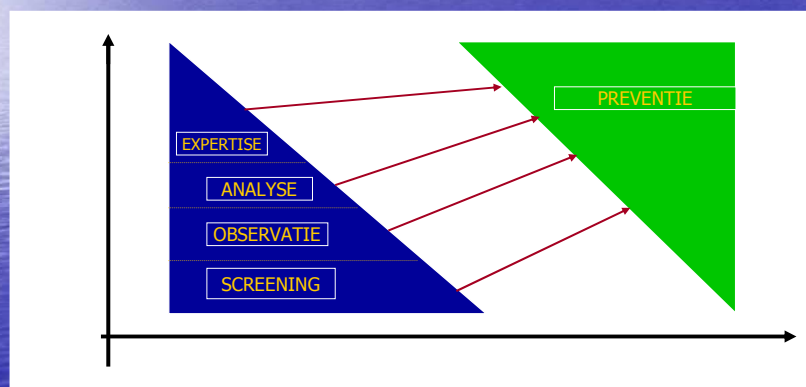 PREVENTIE
EXPERTISE
ANALYSE
OBSERVATIE
SCREENING